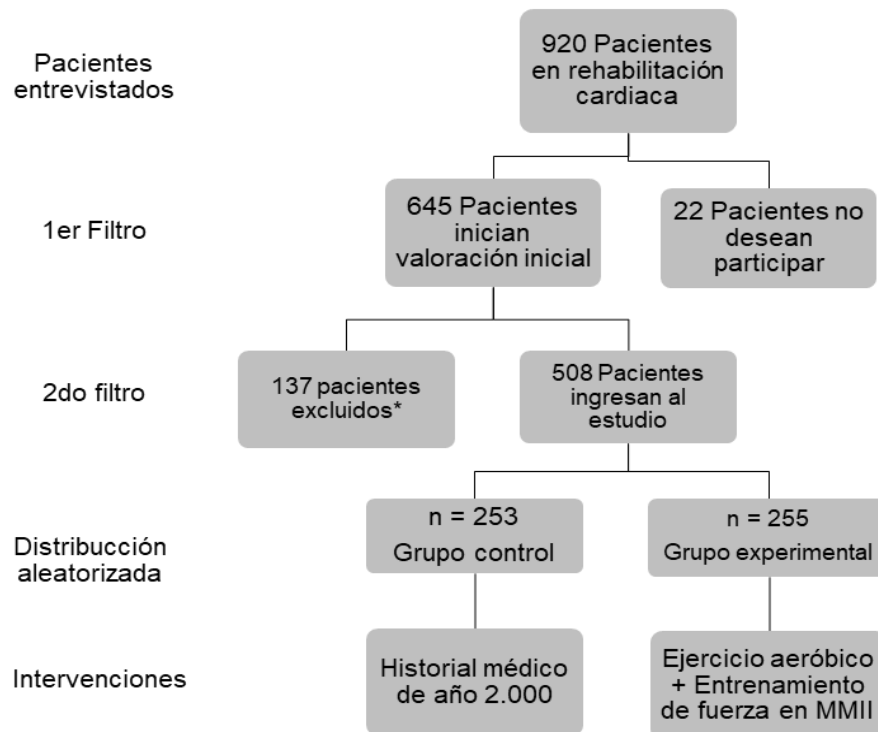 Pacientes
entrevistados
920 Pacientes
en rehabilitación
cardiaca
1er Filtro
645 Pacientes
inician
valoración inicial
22 Pacientes no
desean
participar
2do filtro
137 pacientes
excluidos*
508 Pacientes
ingresan al
estudio
Distribucción
aleatorizada
n = 253
Grupo control
n = 255
Grupo experimental
Intervenciones
Historial médico
de año 2.000
Ejercicio aeróbico
+ Entrenamiento
de fuerza en MMII